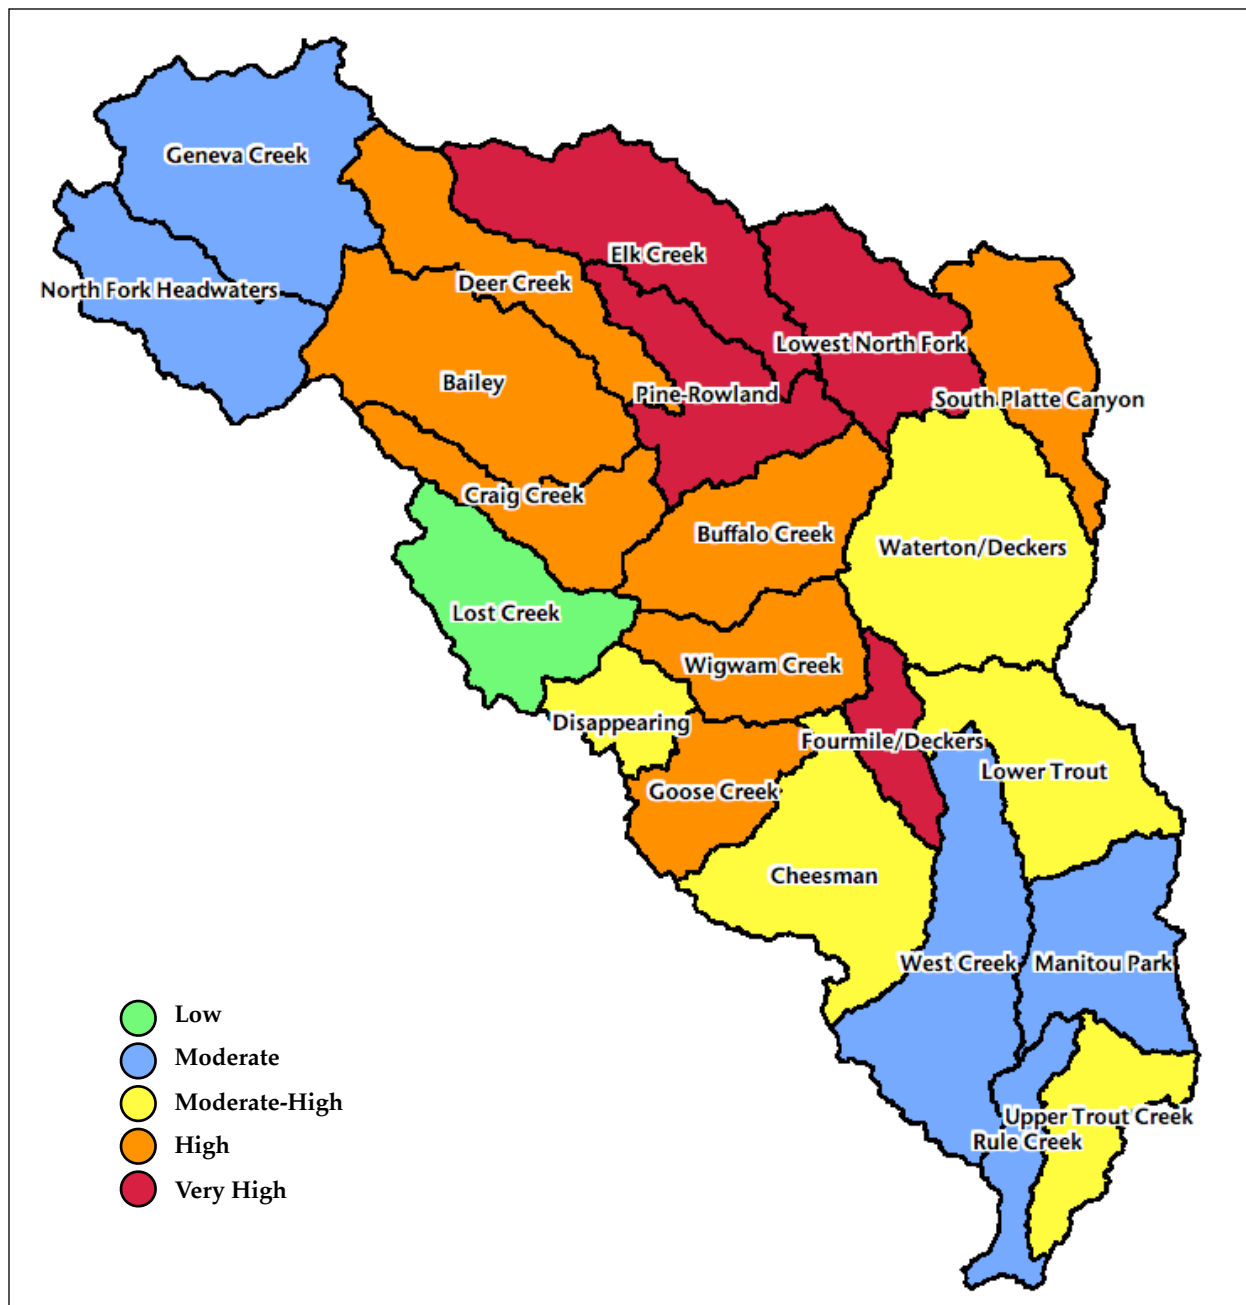 Geneva Creek
North Fork Headwaters
Elk Creek
Deer Creek
Lowest North Fork
Bailey
Pine-Rowland
South Platte Canyon
Craig Creek
Buffalo Creek
Waterton/Deckers
Lost Creek
Wigwam Creek
Disappearing
Fourmile/Deckers
Lower Trout
Goose Creek
Cheesman
West Creek
Manitou Park
Upper Trout Creek
Rule Creek
Low
Moderate
Moderate-High
High
Very High